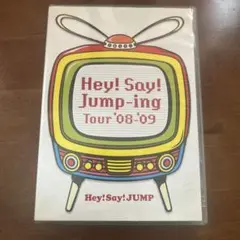 Hey! Say!
Jump-ing
Tour '08-'09
Hey!Say!JUMP